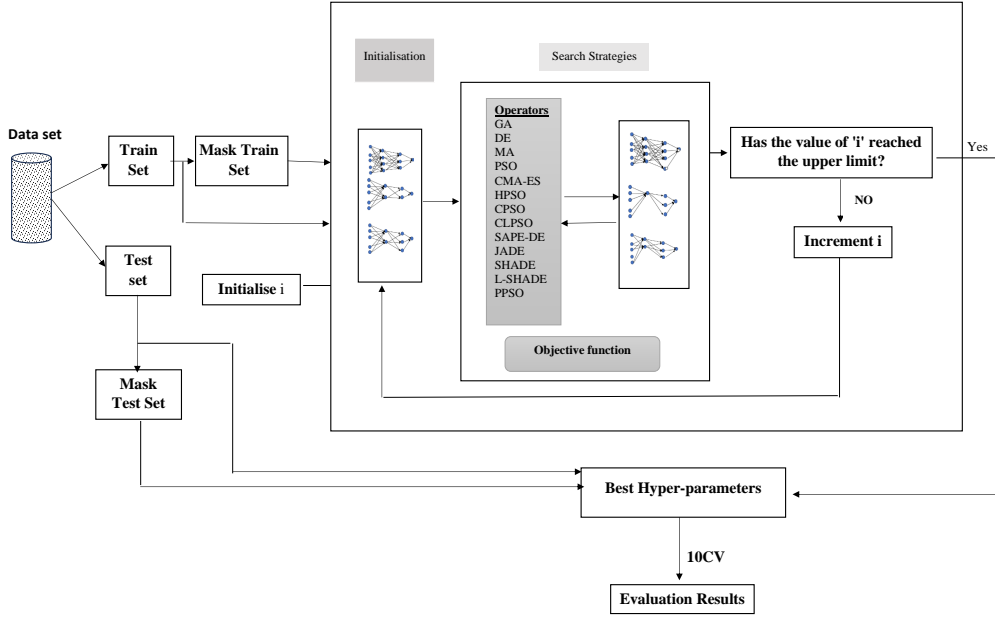 Initialisation
Search Strategies
Data set
Train
Set
Mask Train
Set
Operators
GA
DE
MA
PSO
CMA-ES
HPSO
CPSO
CLPSO
SAPE-DE
JADE
SHADE
L-SHADE
PPSO
Has the value of 'i' reached
the upper limit?
Yes
NO
Increment i
Test
set
Initialise i
Objective function
Mask
Test Set
Best Hyper-parameters
10CV
Evaluation Results